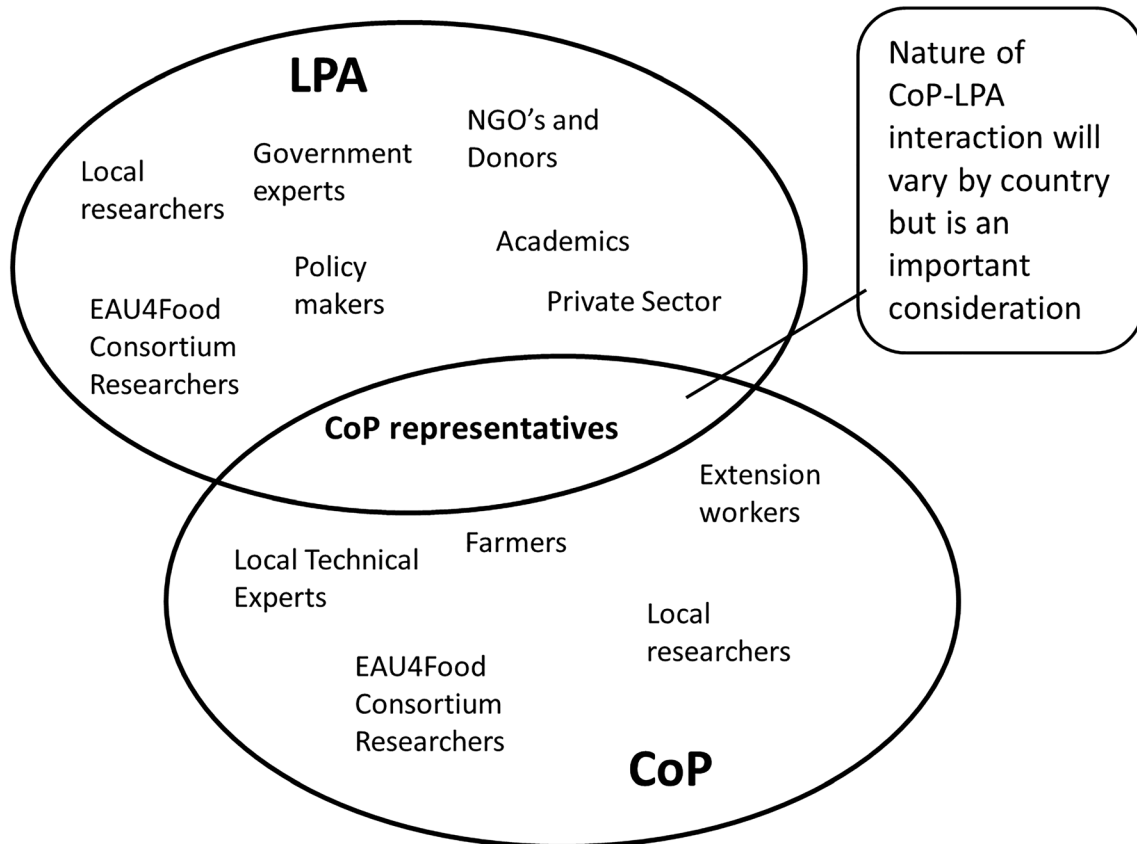 LPA
NGO's and
Donors
Government
experts
Local
researchers
Academics
Policy
makers
Private Sector
EAU4Food
Consortium
Researchers
Nature of
CoP-LPA
interaction will
vary by country
but is an
important
consideration
CoP representatives
Extension
workers
Farmers
Local Technical
Experts
Local
researchers
EAU4Food
Consortium
Researchers
CoP